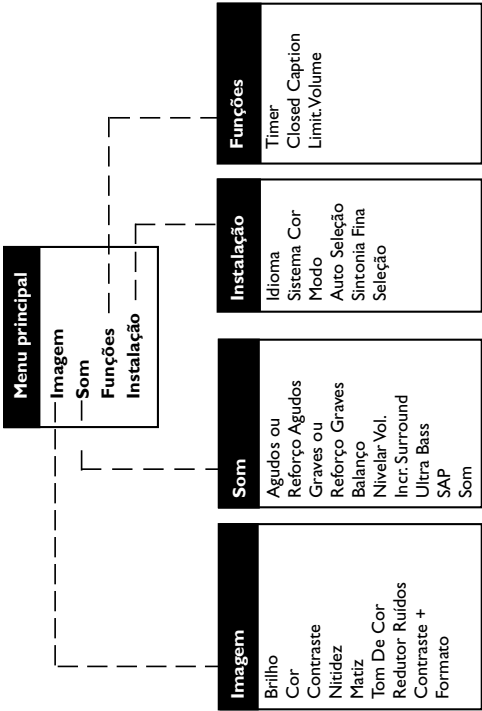 Menu principal
Imagem
Som
Funções
Instalação
Imagem
Brilho
Cor
Contraste
Nitidez
Matiz
Tom De Cor
Redutor Ruídos
Contraste +
Formato
Som
Agudos ou
Reforço Agudos
Graves ou
Reforço Graves
Balanço
Nivelar Vol.
Incr. Surround
Ultra Bass
SAP
Som
Instalação
Idioma
Sistema Cor
Modo
Auto Seleção
Sintonia Fina
Seleção
Funções
Timer
Closed Caption
Limit. Volume